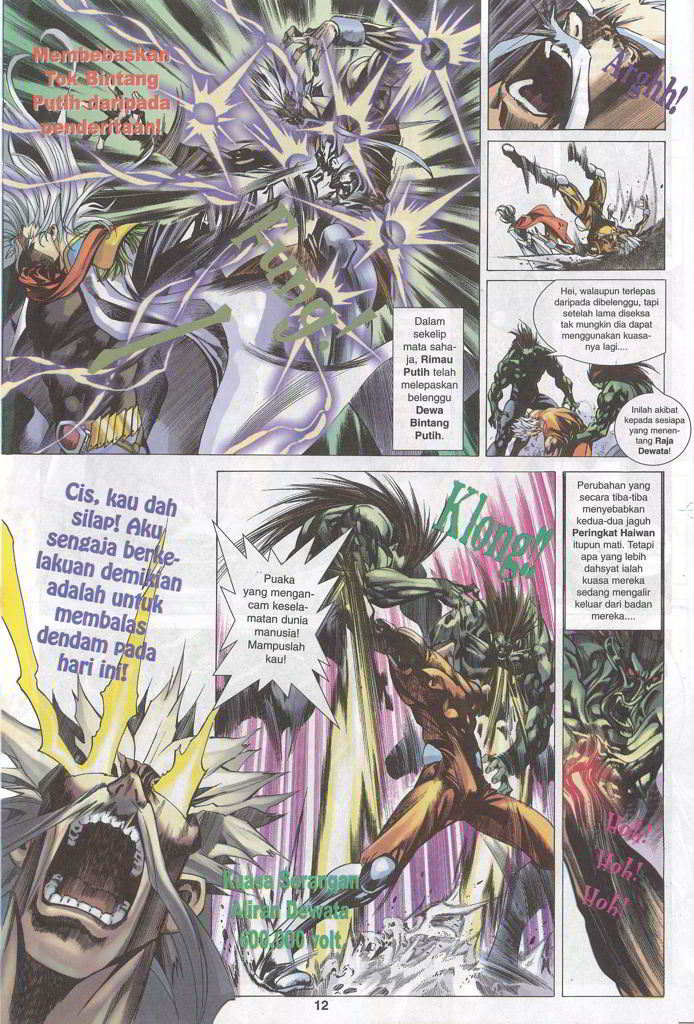 Membebaskan
Tok Bintang
Putih daripada
penderitaan!
Fung!
Dalam
sekelip
mata saha-
ja, Rimau
Putih telah
melepaskan
belenggu
Dewa
Bintang
Putih.
Arghh!
Hei, walaupun terlepas
daripada dibelenggu, tapi
setelah lama diseksa
tak mungkin dia dapat
menggunakan kuasa-
nya lagi....
Inilah akibat
kepada sesiapa
yang menen-
tang Raja
Dewata!
Cis, kau dah
silap! Aku
sengaja berke-
lakuan demikian
adalah untuk
membalas
dendam pada
hari ini!
Puaka
yang mengan-
cam kesela-
matan dunia
manusia!
Mampuslah
kau!
Klong!!
Kuasa Serangan
Aliran Dewata
600,000 volt
Perubahan yang
secara tiba-tiba
menyebabkan
kedua-dua jaguh
Peringkat Haiwan
itupun mati. Tetapi
apa yang lebih
dahsyat ialah
kuasa mereka
sedang mengalir
keluar dari badan
mereka....
Hoh!
Hoh!
Hoh!
12